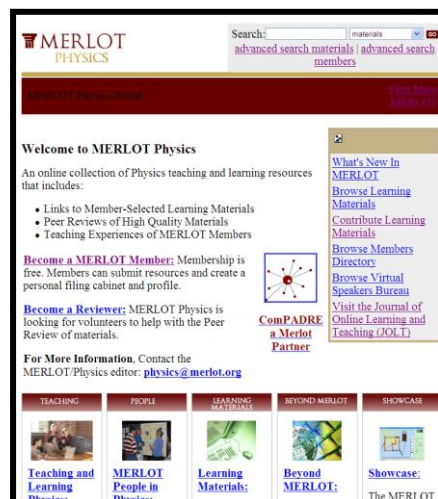 MERLOT
PHYSICS
Search: materials GO
advanced search materials | advanced search
members
MERLOT Physics Portal
Visit Main
MERLOT
Welcome to MERLOT Physics
An online collection of Physics teaching and learning resources
that includes:
• Links to Member-Selected Learning Materials
• Peer Reviews of High Quality Materials
• Teaching Experiences of MERLOT Members
Become a MERLOT Member: Membership is
free. Members can submit resources and create a
personal filing cabinet and profile.
Become a Reviewer: MERLOT Physics is
looking for volunteers to help with the Peer
Review of materials.
For More Information, Contact the
MERLOT/Physics editor: physics@merlot.org
ComPADRE
a Merlot
Partner
What's New In
MERLOT
Browse Learning
Materials
Contribute Learning
Materials
Browse Members
Directory
Browse Virtual
Speakers Bureau
Visit the Journal of
Online Learning and
Teaching (JOLT)
TEACHING
PEOPLE
LEARNING
MATERIALS
BEYOND MERLOT
SHOWCASE
Teaching and
Learning
MERLOT
People in
Learning
Materials:
Beyond
MERLOT:
Showcase:
The MERLOT